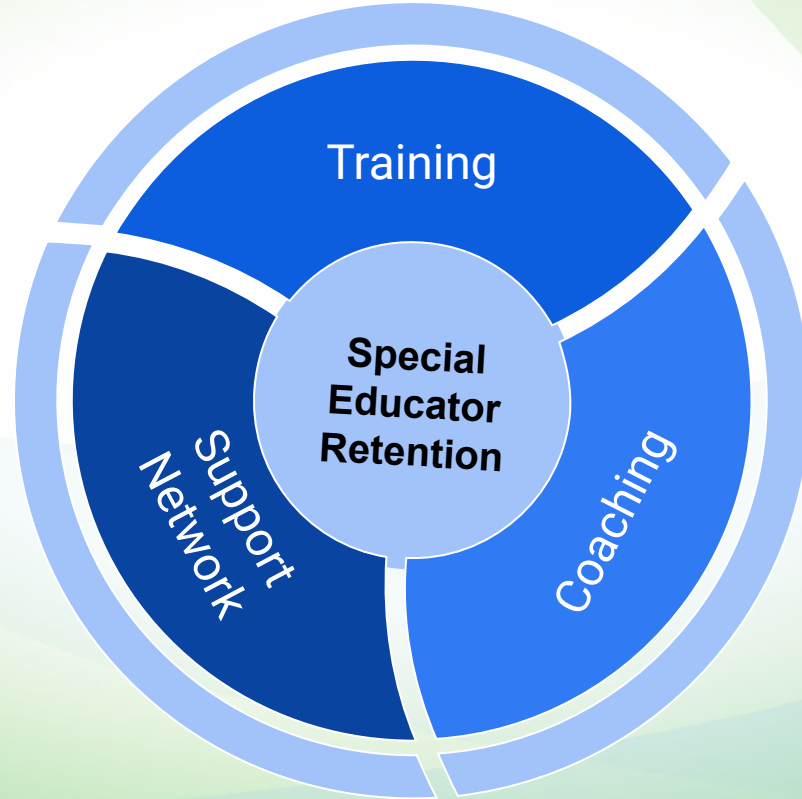 Training
Special
Educator
Retention
Support
Network
Coaching